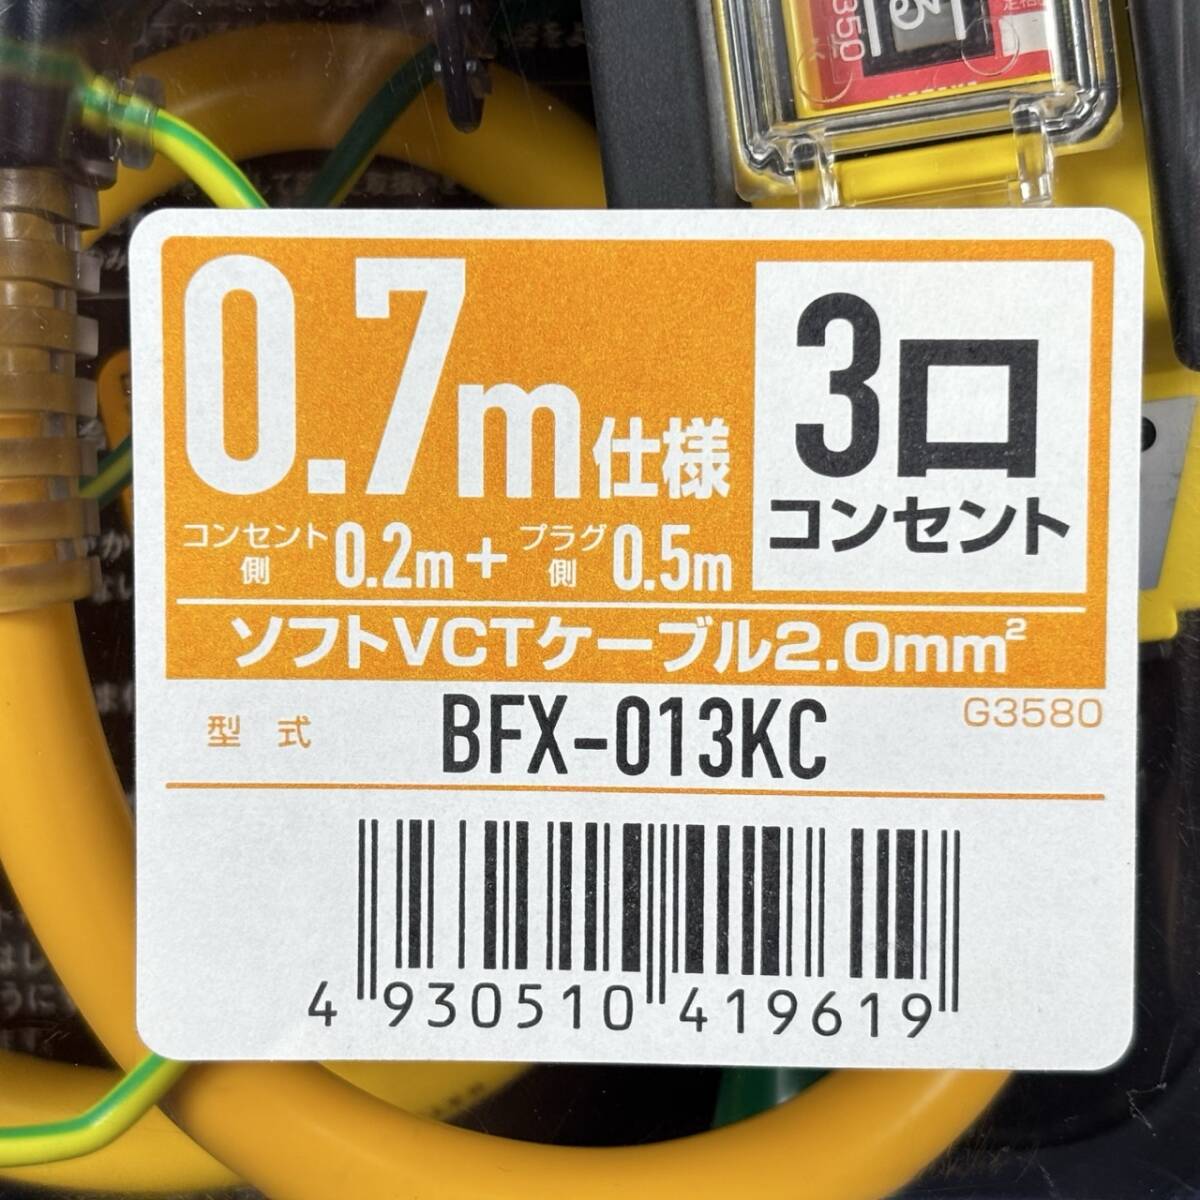 350
3
0.7m仕様
3口
コンセント
コンセント側 0.2m + プラグ側 0.5m
ソフトVCTケーブル2.0mm²
型式 BFX-013KC
G3580
4 930510 419619